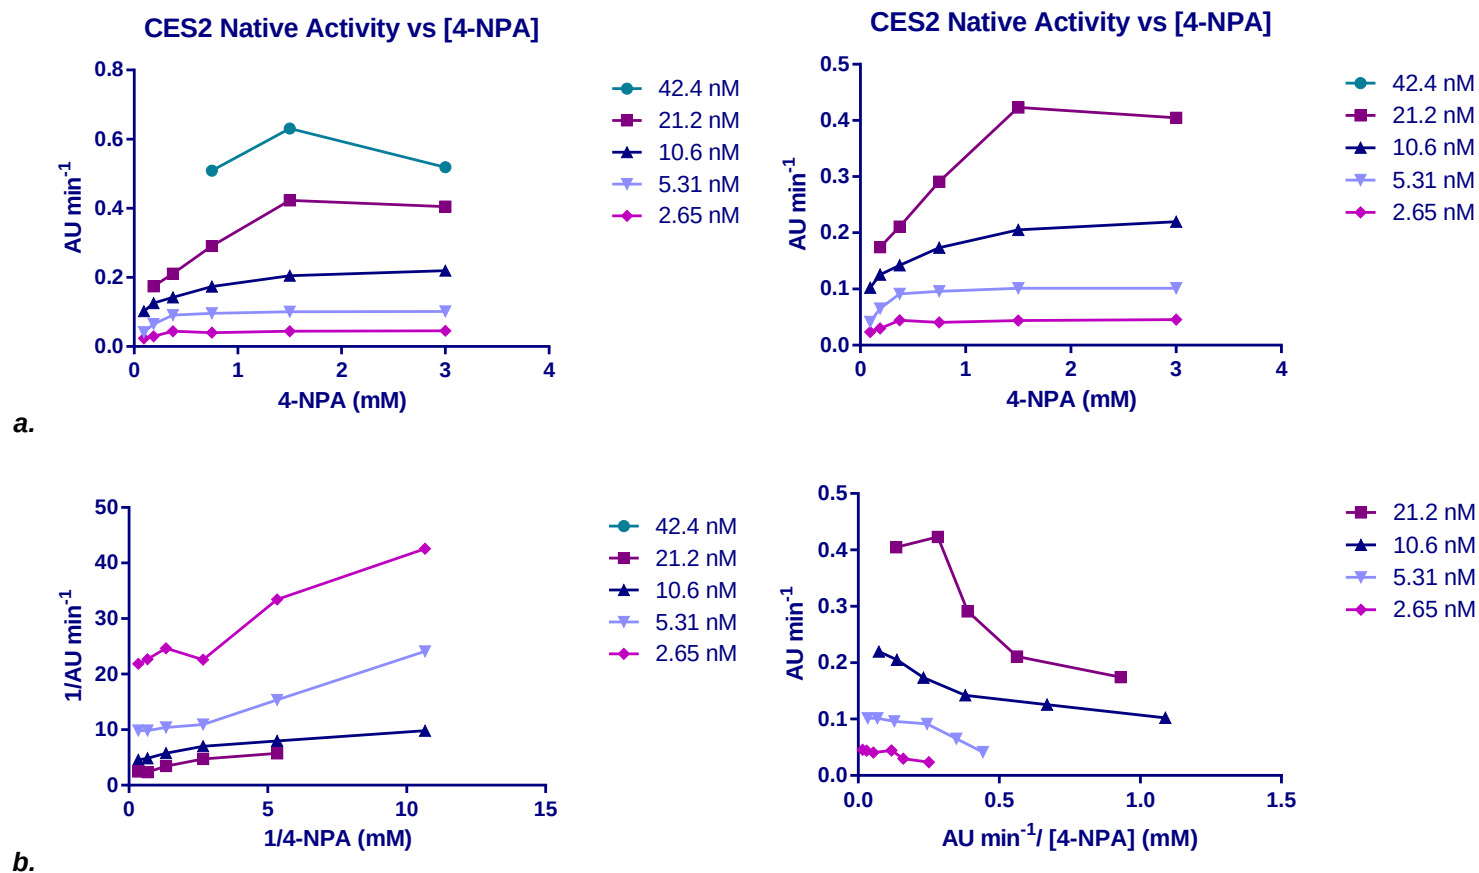 CES2 Native Activity vs [4-NPA]
0.8
0.6
0.4
0.2
0.0
0 1 2 3 4
AU min-1
4-NPA (mM)
42.4 nM
21.2 nM
10.6 nM
5.31 nM
2.65 nM
CES2 Native Activity vs [4-NPA]
0.5
0.4
0.3
0.2
0.1
0.0
0 1 2 3 4
AU min-1
4-NPA (mM)
42.4 nM
21.2 nM
10.6 nM
5.31 nM
2.65 nM
a.
50
40
30
20
10
0
0 5 10 15
1/AU min-1
1/4-NPA (mM)
42.4 nM
21.2 nM
10.6 nM
5.31 nM
2.65 nM
0.5
0.4
0.3
0.2
0.1
0.0
0.0 0.5 1.0 1.5
AU min-1
AU min-1/ [4-NPA] (mM)
21.2 nM
10.6 nM
5.31 nM
2.65 nM
b.